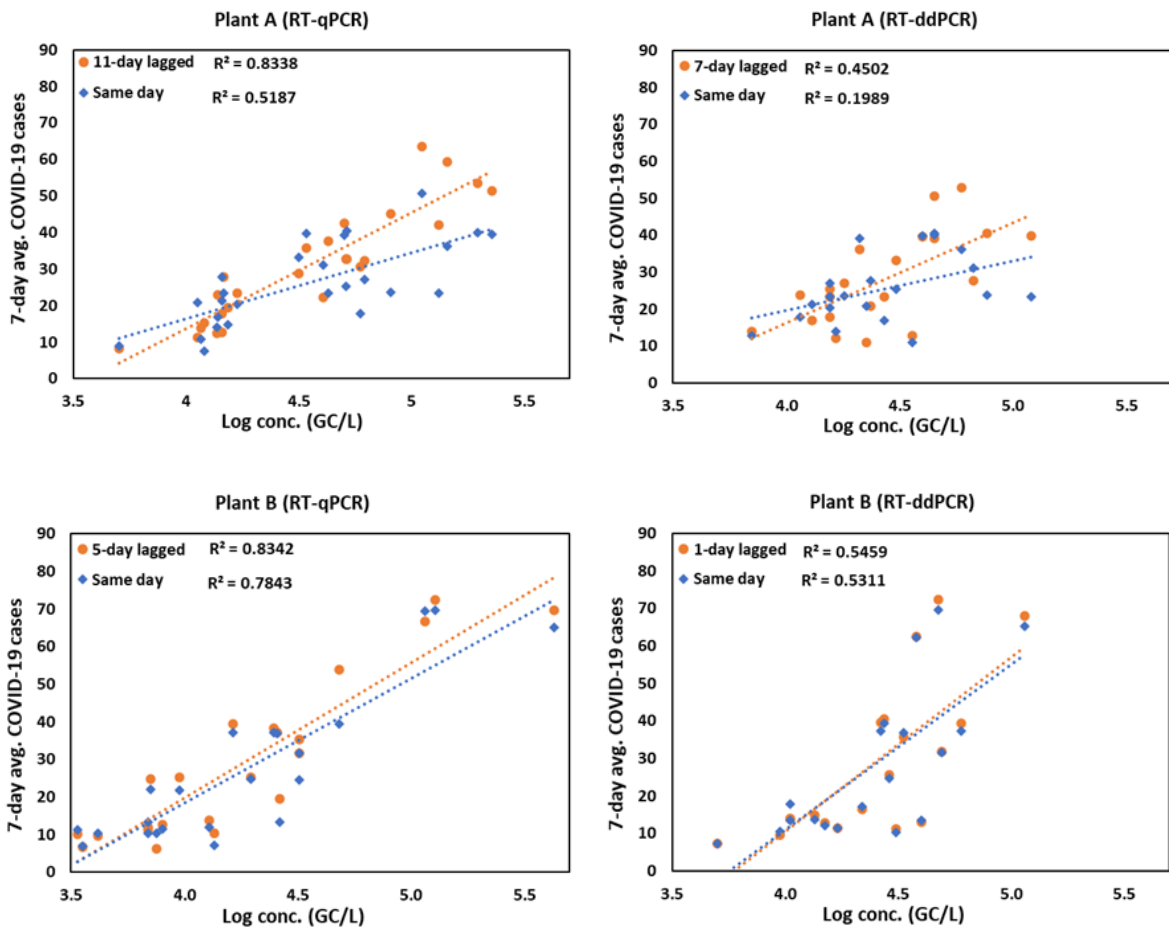 Plant A (RT-qPCR)
90
80
70
60
50
40
30
20
10
0
7-day avg. COVID-19 cases
11-day lagged R² = 0.8338
Same day R² = 0.5187
3.5 4 4.5 5 5.5
Log conc. (GC/L)
Plant A (RT-ddPCR)
90
80
70
60
50
40
30
20
10
0
7-day avg. COVID-19 cases
7-day lagged R² = 0.4502
Same day R² = 0.1989
3.5 4.0 4.5 5.0 5.5
Log conc. (GC/L)
Plant B (RT-qPCR)
90
80
70
60
50
40
30
20
10
0
7-day avg. COVID-19 cases
5-day lagged R² = 0.8342
Same day R² = 0.7843
3.5 4.0 4.5 5.0 5.5
Log conc. (GC/L)
Plant B (RT-ddPCR)
90
80
70
60
50
40
30
20
10
0
7-day avg. COVID-19 cases
1-day lagged R² = 0.5459
Same day R² = 0.5311
3.5 4.0 4.5 5.0 5.5
Log conc. (GC/L)